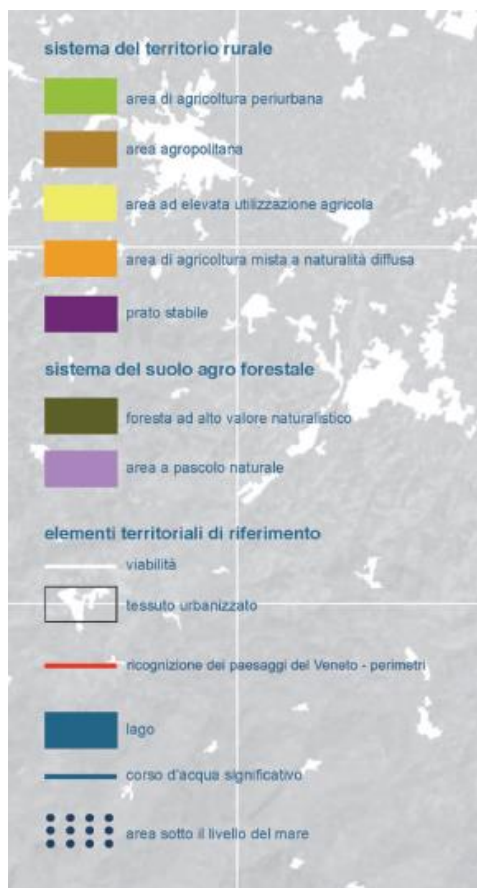 sistema del territorio rurale
area di agricoltura periurbana
area agropolitana
area ad elevata utilizzazione agricola
area di agricoltura mista a naturalità diffusa
prato stabile
sistema del suolo agro forestale
foresta ad alto valore naturalistico
area a pascolo naturale
elementi territoriali di riferimento
viabilità
tessuto urbanizzato
ricognizione dei paesaggi del Veneto - perimetri
lago
corso d'acqua significativo
area sotto il livello del mare